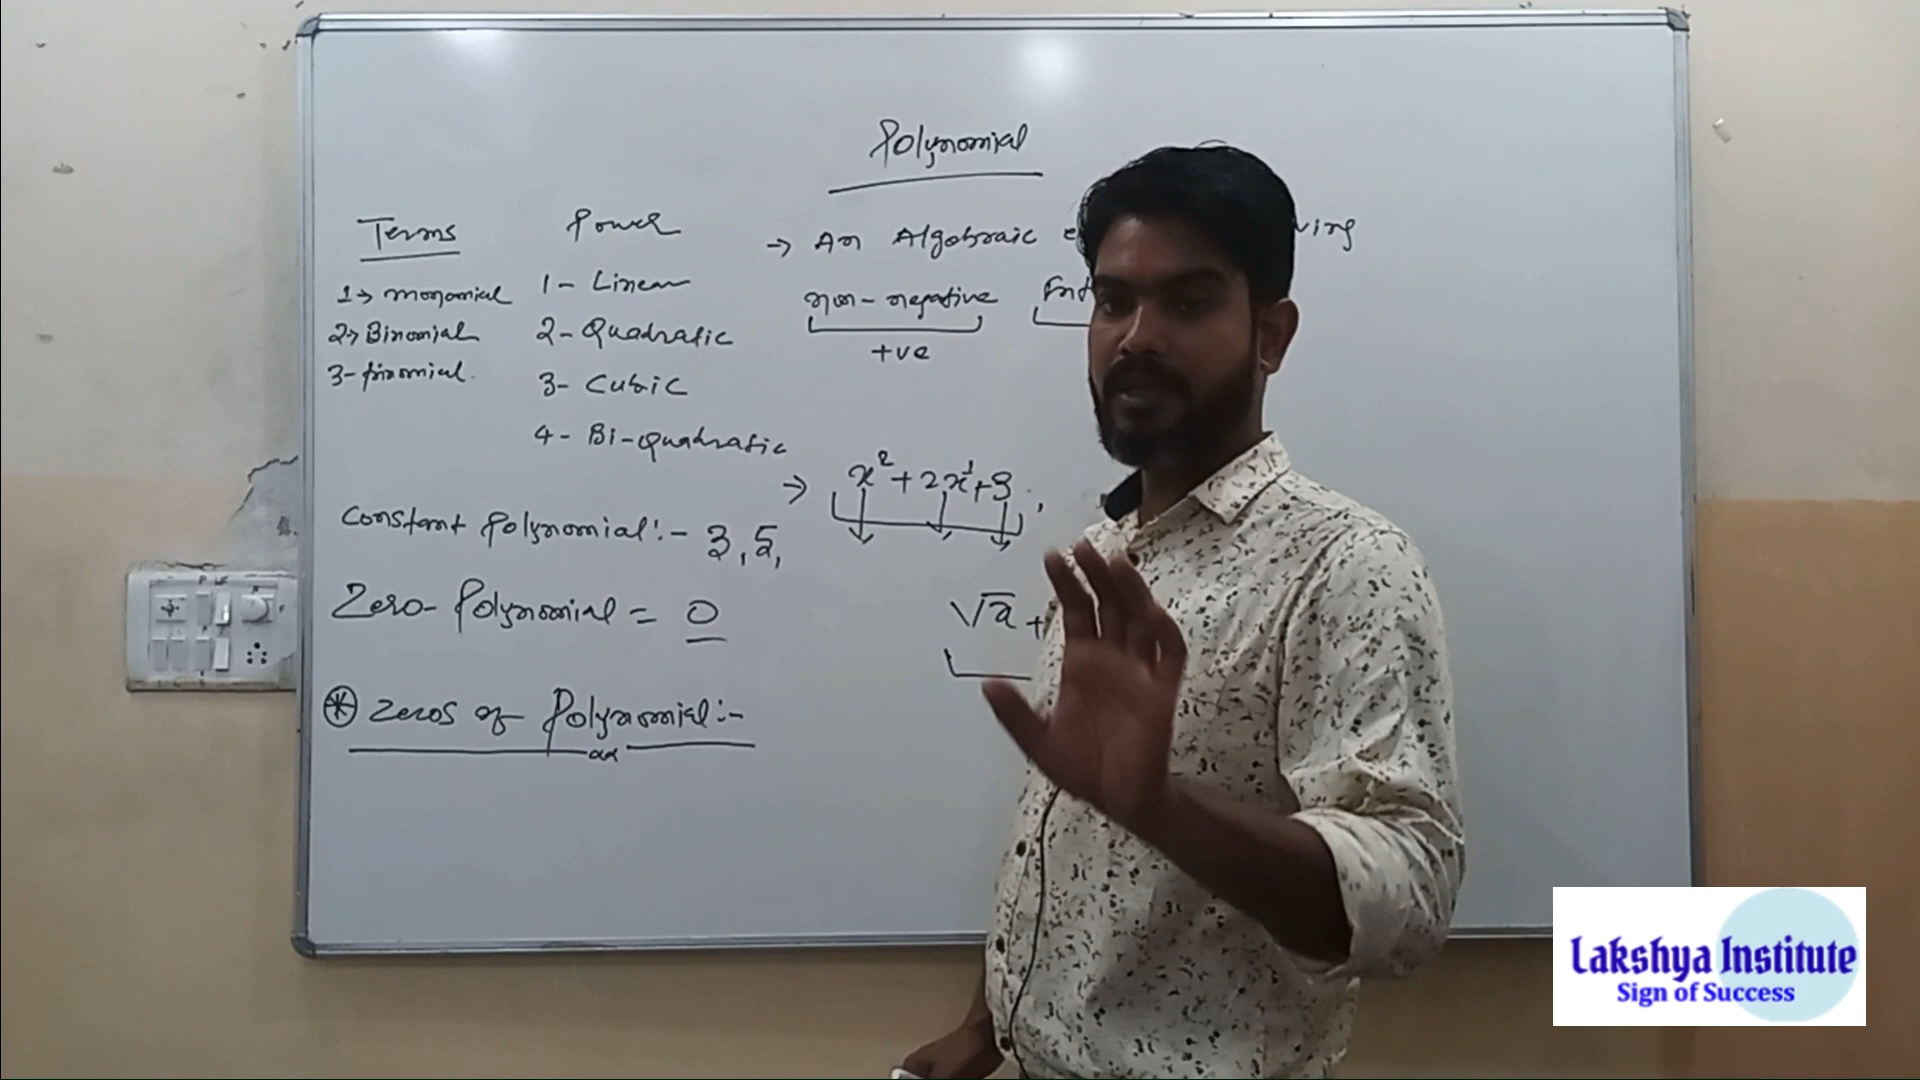 Polynomial
Terms
1→ monomial
2→ Binomial
3- trinomial.
Power
1- Linear
2- Quadratic
3- Cubic
4- Bi-Quadratic
Constant Polynomial:- 3, 5,
Zero Polynomial = 0
* Zeros of Polynomial:-
→ An Algebraic
non-negative
+ve
→ x² + 2x¹ + 3 ,
√a +
Lakshya Institute
Sign of Success